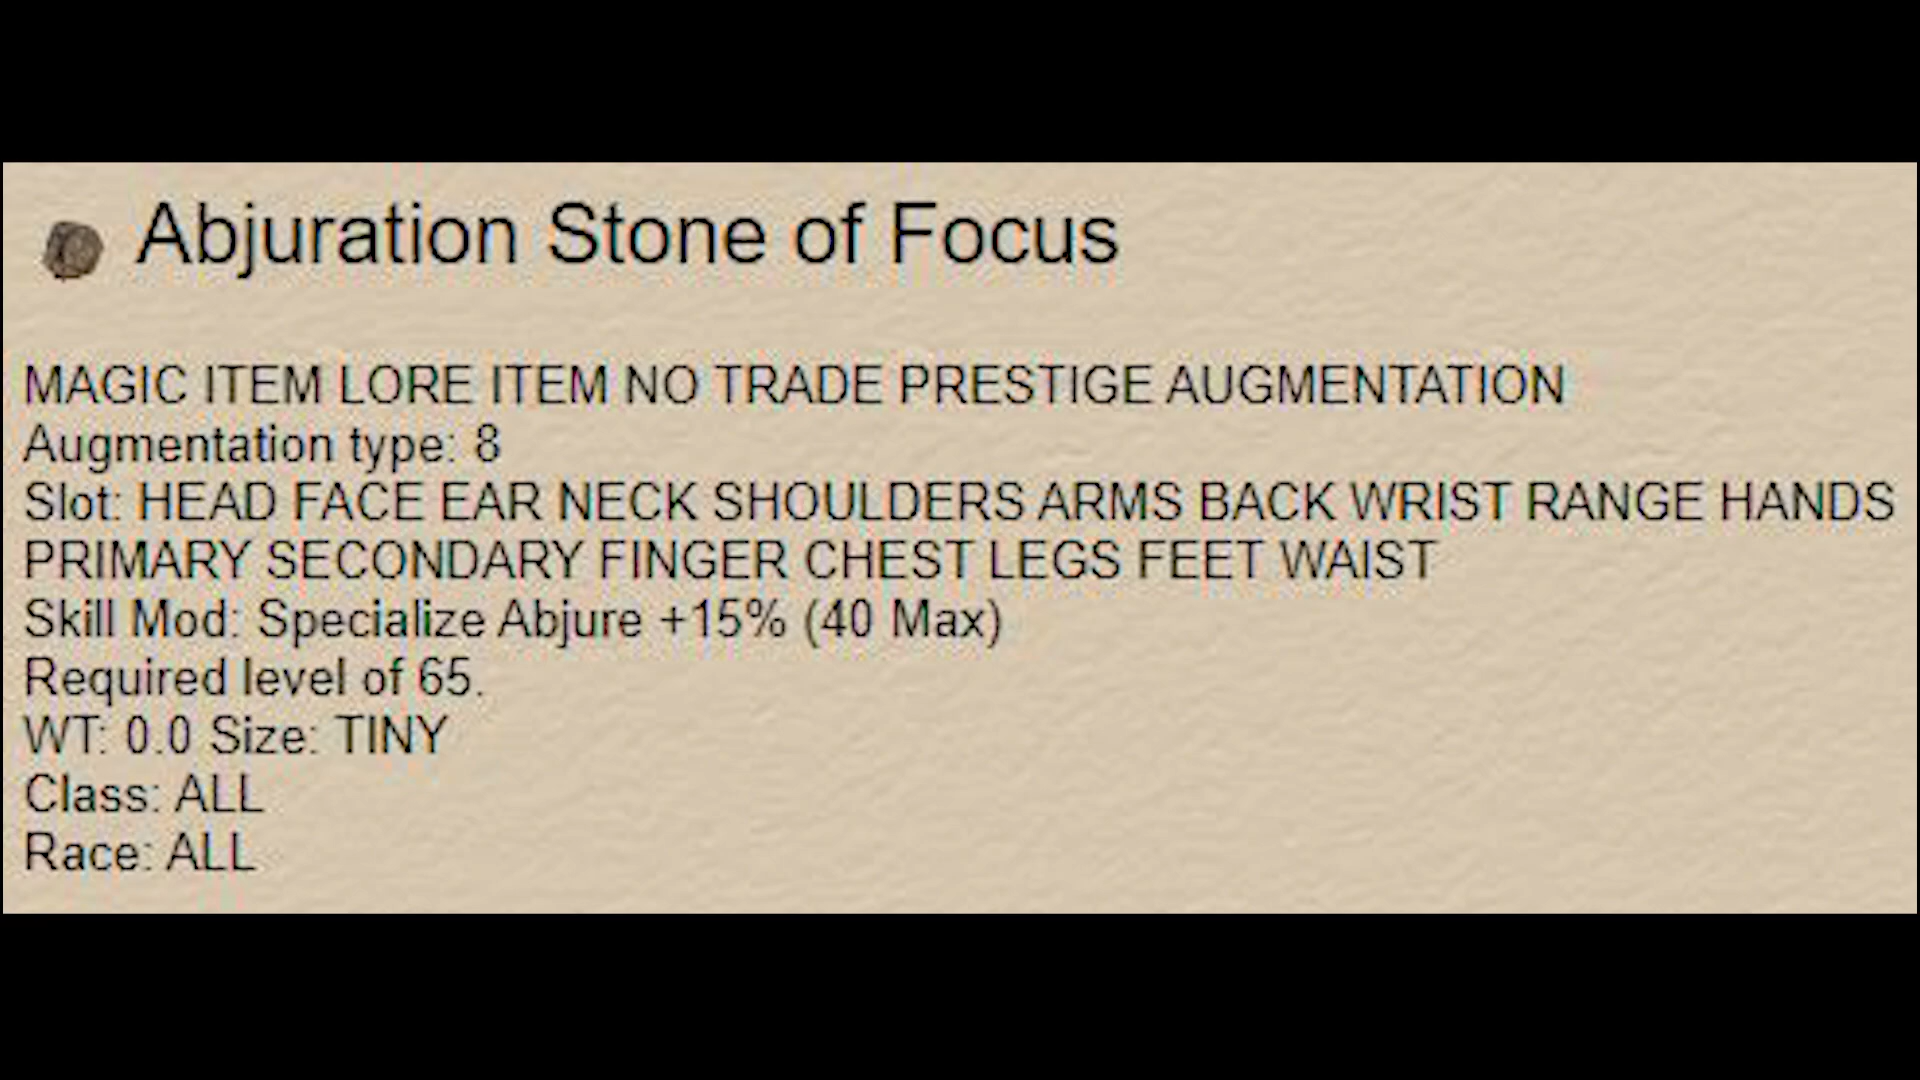 Abjuration Stone of Focus
MAGIC ITEM LORE ITEM NO TRADE PRESTIGE AUGMENTATION
Augmentation type: 8
Slot: HEAD FACE EAR NECK SHOULDERS ARMS BACK WRIST RANGE HANDS
PRIMARY SECONDARY FINGER CHEST LEGS FEET WAIST
Skill Mod: Specialize Abjure +15% (40 Max)
Required level of 65.
WT: 0.0 Size: TINY
Class: ALL
Race: ALL